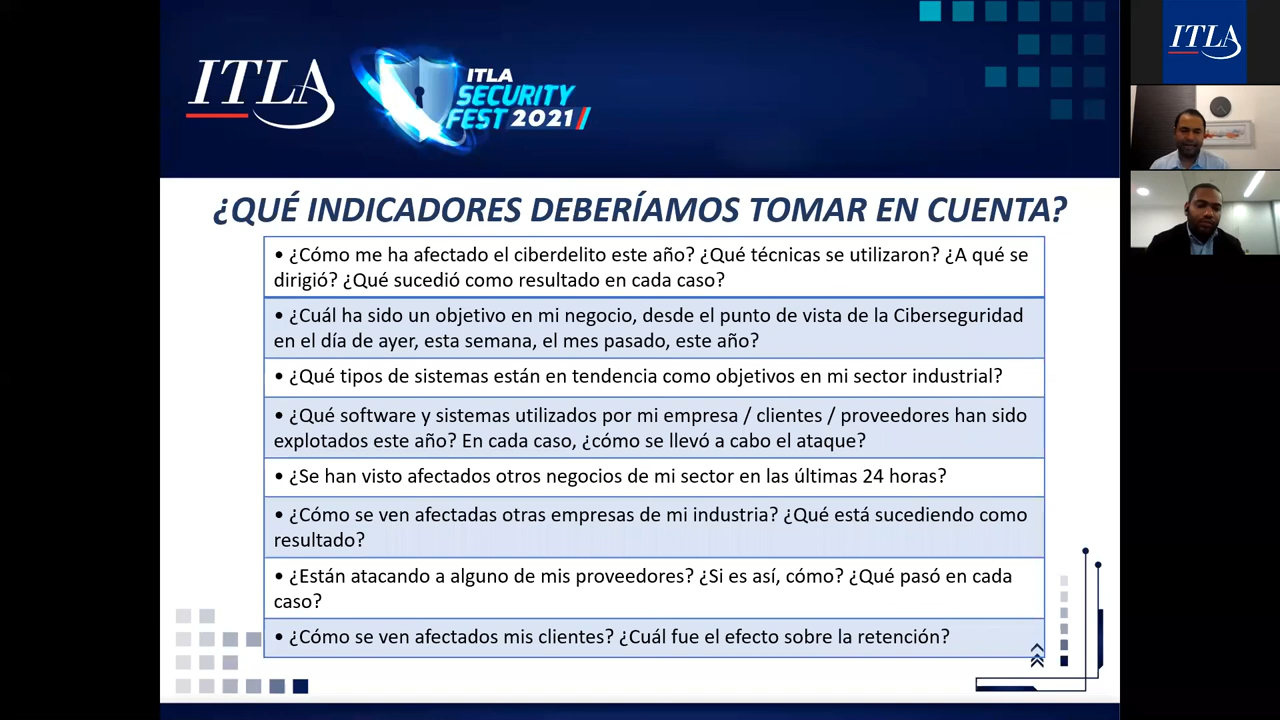 ITLA
ITLA
SECURITY
FEST 2021
¿QUÉ INDICADORES DEBERÍAMOS TOMAR EN CUENTA?
• ¿Cómo me ha afectado el ciberdelito este año? ¿Qué técnicas se utilizaron? ¿A qué se
dirigió? ¿Qué sucedió como resultado en cada caso?
• ¿Cuál ha sido un objetivo en mi negocio, desde el punto de vista de la Ciberseguridad
en el día de ayer, esta semana, el mes pasado, este año?
• ¿Qué tipos de sistemas están en tendencia como objetivos en mi sector industrial?
• ¿Qué software y sistemas utilizados por mi empresa / clientes / proveedores han sido
explotados este año? En cada caso, ¿cómo se llevó a cabo el ataque?
• ¿Se han visto afectados otros negocios de mi sector en las últimas 24 horas?
• ¿Cómo se ven afectadas otras empresas de mi industria? ¿Qué está sucediendo como
resultado?
• ¿Están atacando a alguno de mis proveedores? ¿Si es así, cómo? ¿Qué pasó en cada
caso?
• ¿Cómo se ven afectados mis clientes? ¿Cuál fue el efecto sobre la retención?
ITLA